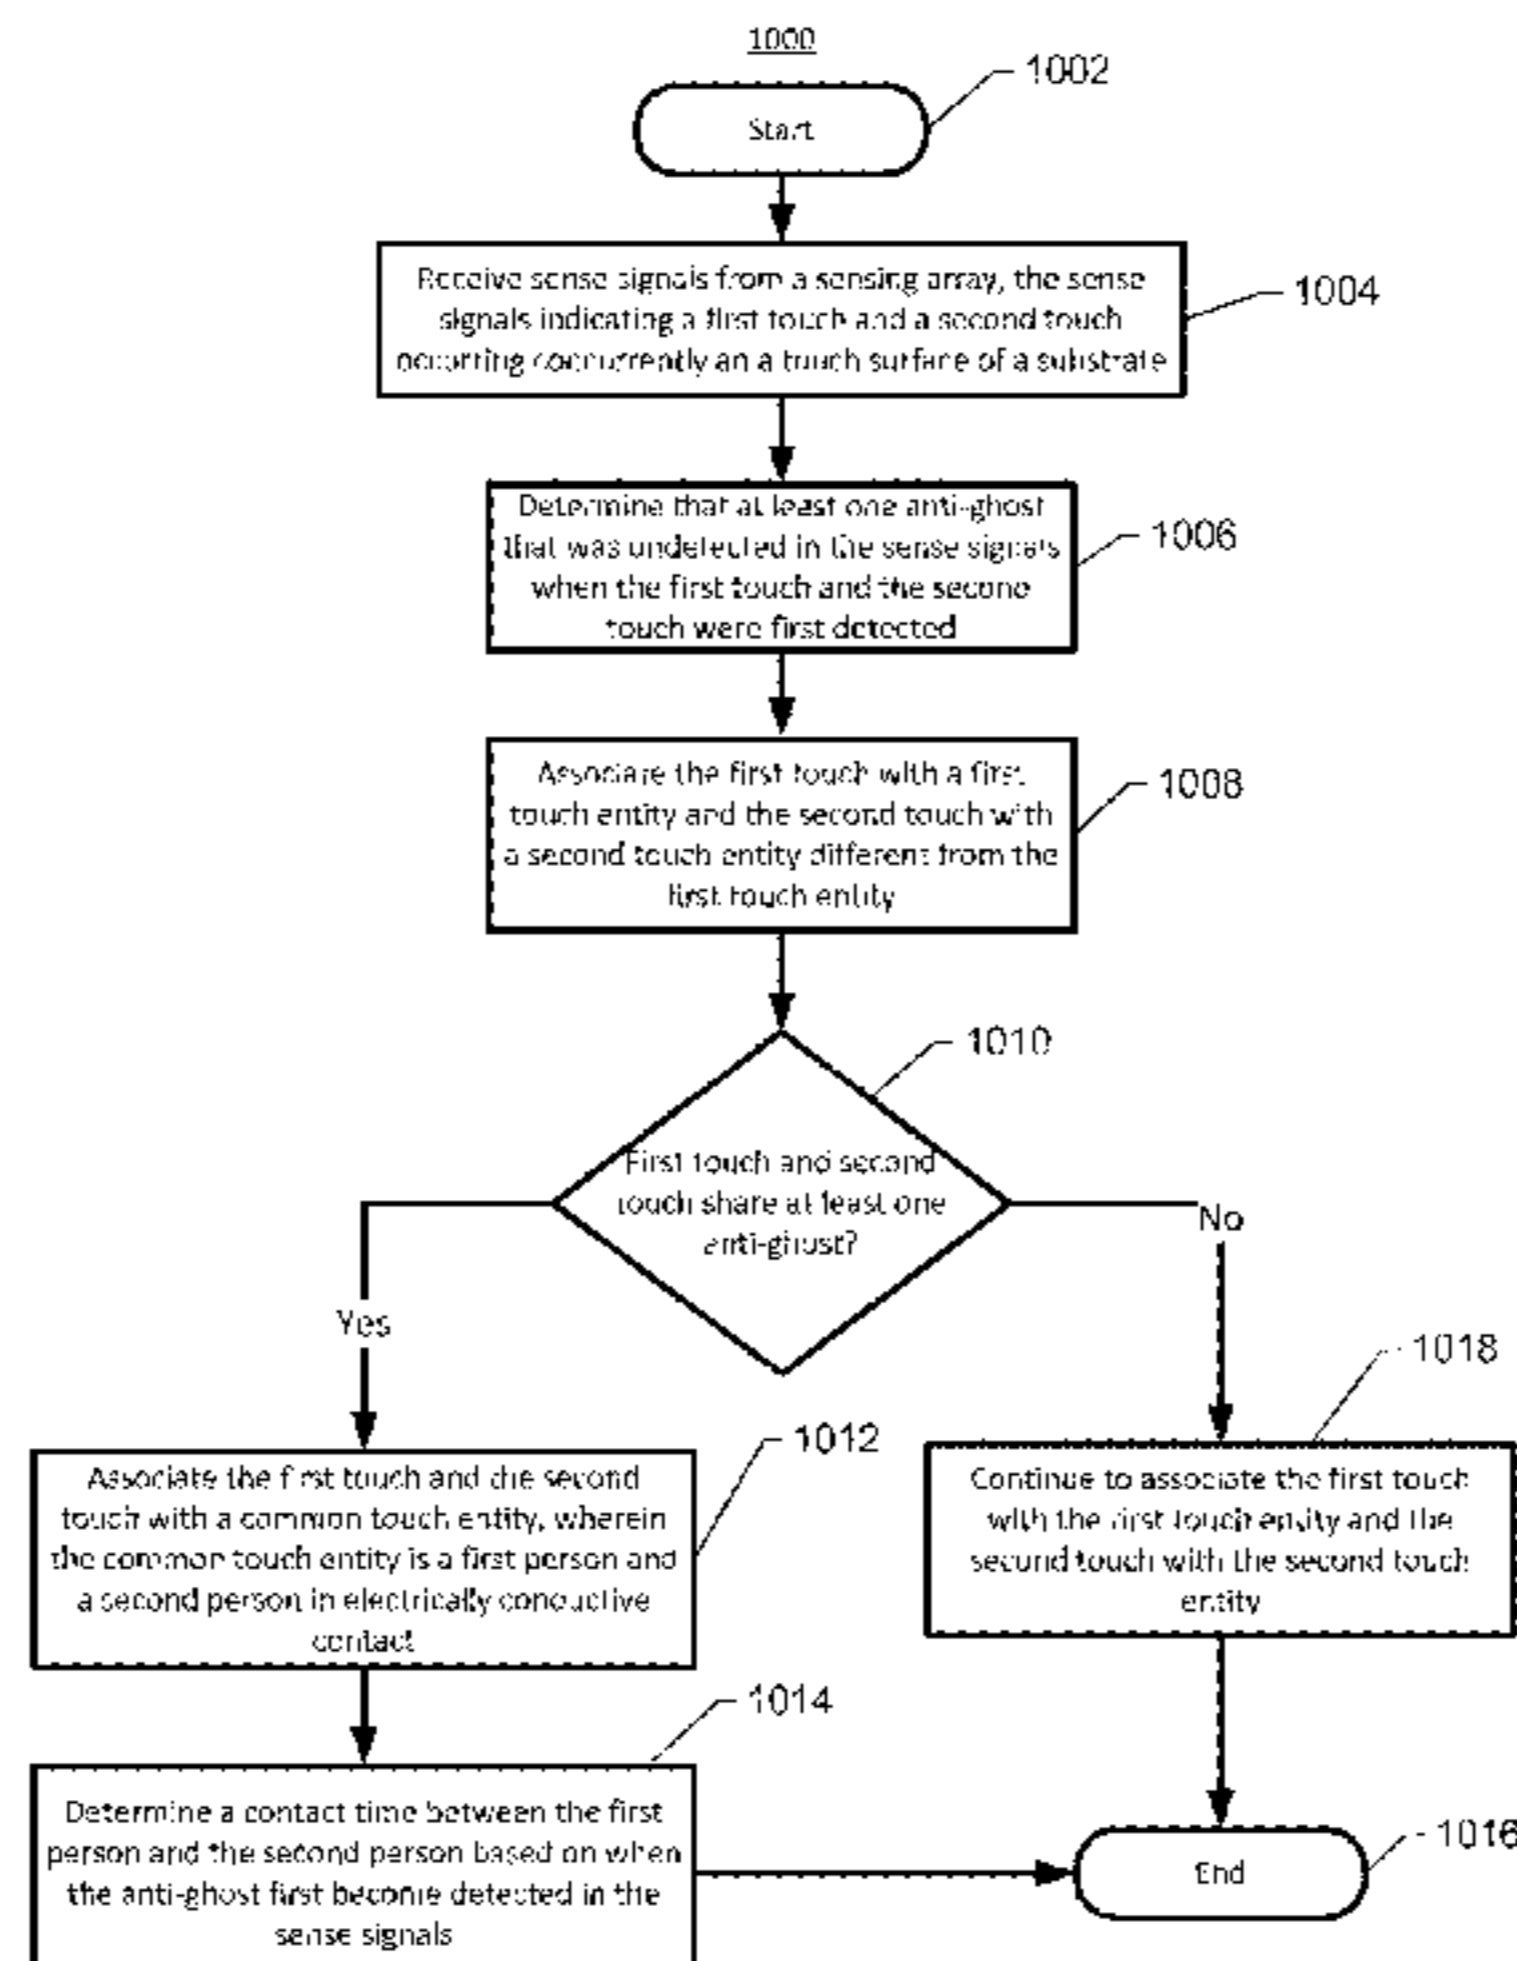 1000
1002
Start
Receive sense signals from a sensing array, the sense
signals indicating a first touch and a second touch
occurring concurrently on a touch surface of a substrate
1004
Determine that at least one anti-ghost
that was undetected in the sense signals
when the first touch and the second
touch were first detected
1006
Associate the first touch with a first
touch entity and the second touch with
a second touch entity different from the
first touch entity
1008
1010
First touch and second
touch share at least one
anti-ghost?
Yes
No
1012
Associate the first touch and the second
touch with a common touch entity, wherein
the common touch entity is a first person and
a second person in electrically conductive
contact
1018
Continue to associate the first touch
with the first touch entity and the
second touch with the second touch
entity
1014
Determine a contact time between the first
person and the second person based on when
the anti-ghost first become detected in the
sense signals
End
1016